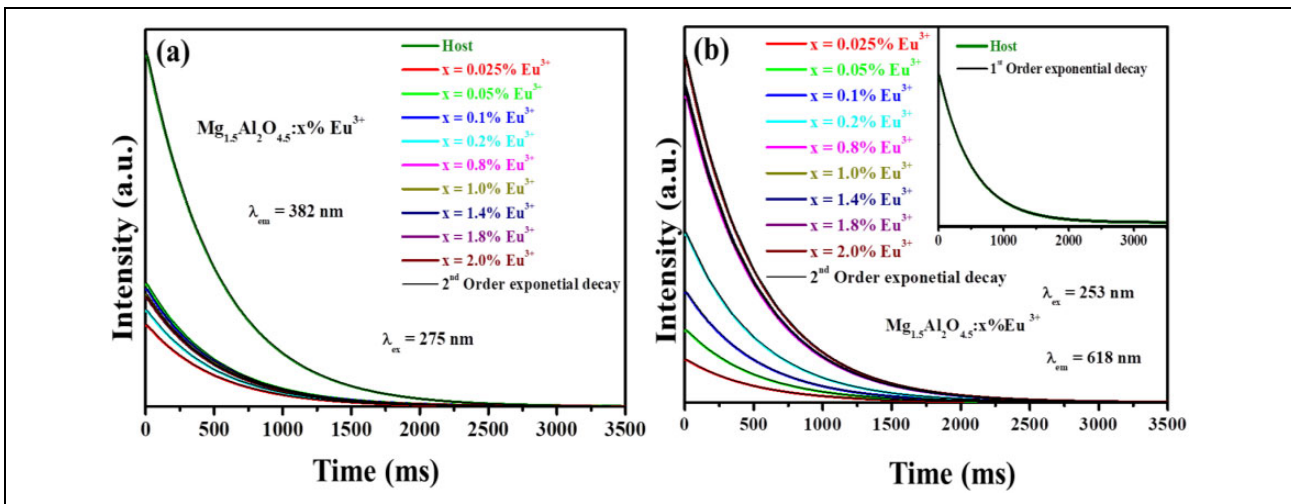 (a)
Host
x = 0.025% Eu³⁺
x = 0.05% Eu³⁺
x = 0.1% Eu³⁺
x = 0.2% Eu³⁺
x = 0.8% Eu³⁺
x = 1.0% Eu³⁺
x = 1.4% Eu³⁺
x = 1.8% Eu³⁺
x = 2.0% Eu³⁺
2ⁿᵈ Order exponetial decay
Mg₁.₅Al₂O₄.₅:x% Eu³⁺
λₑₘ = 382 nm
λₑₓ = 275 nm
Intensity (a.u.)
0 500 1000 1500 2000 2500 3000 3500
Time (ms)
(b)
x = 0.025% Eu³⁺
x = 0.05% Eu³⁺
x = 0.1% Eu³⁺
x = 0.2% Eu³⁺
x = 0.8% Eu³⁺
x = 1.0% Eu³⁺
x = 1.4% Eu³⁺
x = 1.8% Eu³⁺
x = 2.0% Eu³⁺
2ⁿᵈ Order exponetial decay
Host
1ˢᵗ Order exponential decay
0 1000 2000 3000
λₑₓ = 253 nm
Mg₁.₅Al₂O₄.₅:x%Eu³⁺
λₑₘ = 618 nm
Intensity (a.u.)
0 500 1000 1500 2000 2500 3000 3500
Time (ms)